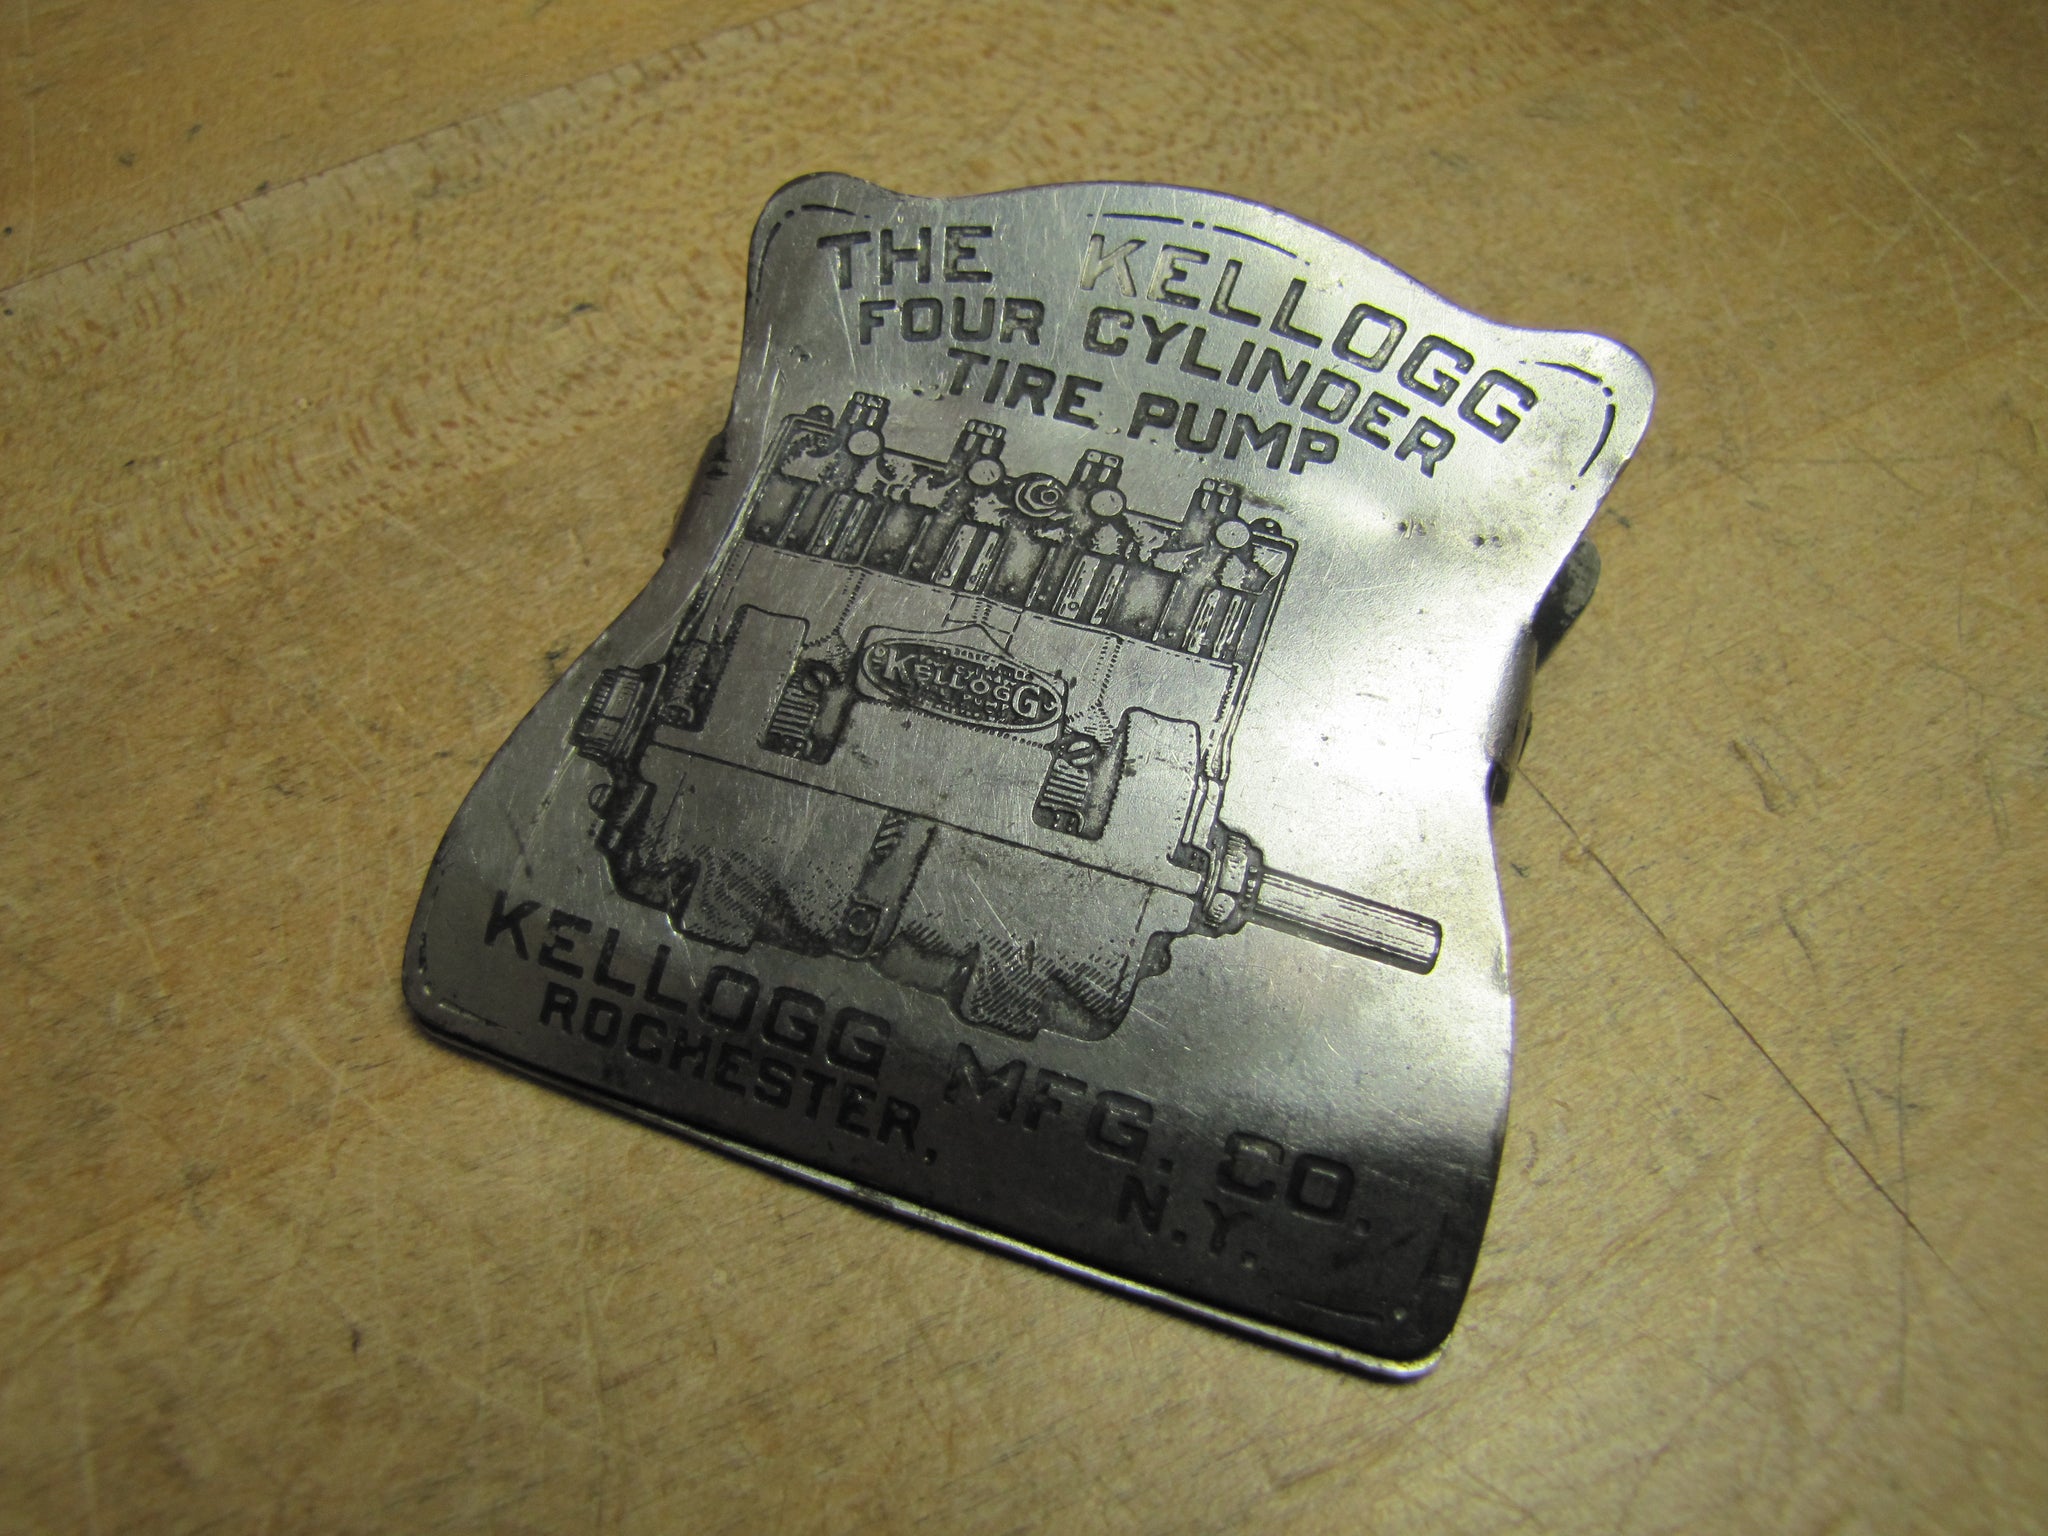 THE KELLOGG
FOUR CYLINDER
TIRE PUMP
KELLOGG
KELLOGG MFG. CO.
ROCHESTER, N.Y.